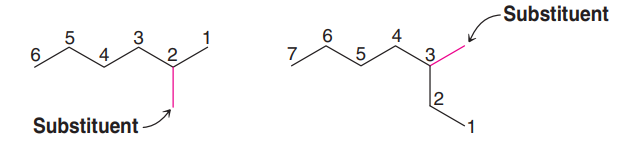 6 5 4 3 2 1
Substituent
7 6 5 4 3 2 1
Substituent